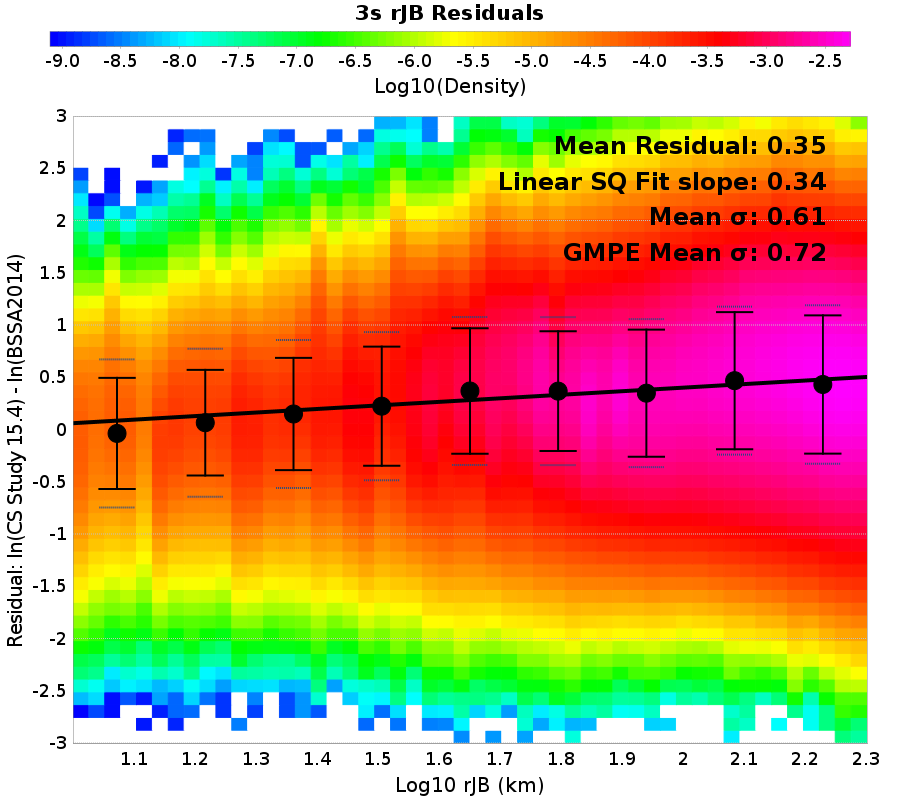 3s rJB Residuals
-9.0 -8.5 -8.0 -7.5 -7.0 -6.5 -6.0 -5.5 -5.0 -4.5 -4.0 -3.5 -3.0 -2.5
Log10(Density)
Mean Residual: 0.35
Linear SQ Fit slope: 0.34
Mean σ: 0.61
GMPE Mean σ: 0.72
Residual: ln(CS Study 15.4) - ln(BSSA2014)
3
2.5
2
1.5
1
0.5
0
-0.5
-1
-1.5
-2
-2.5
-3
1.1 1.2 1.3 1.4 1.5 1.6 1.7 1.8 1.9 2 2.1 2.2 2.3
Log10 rJB (km)